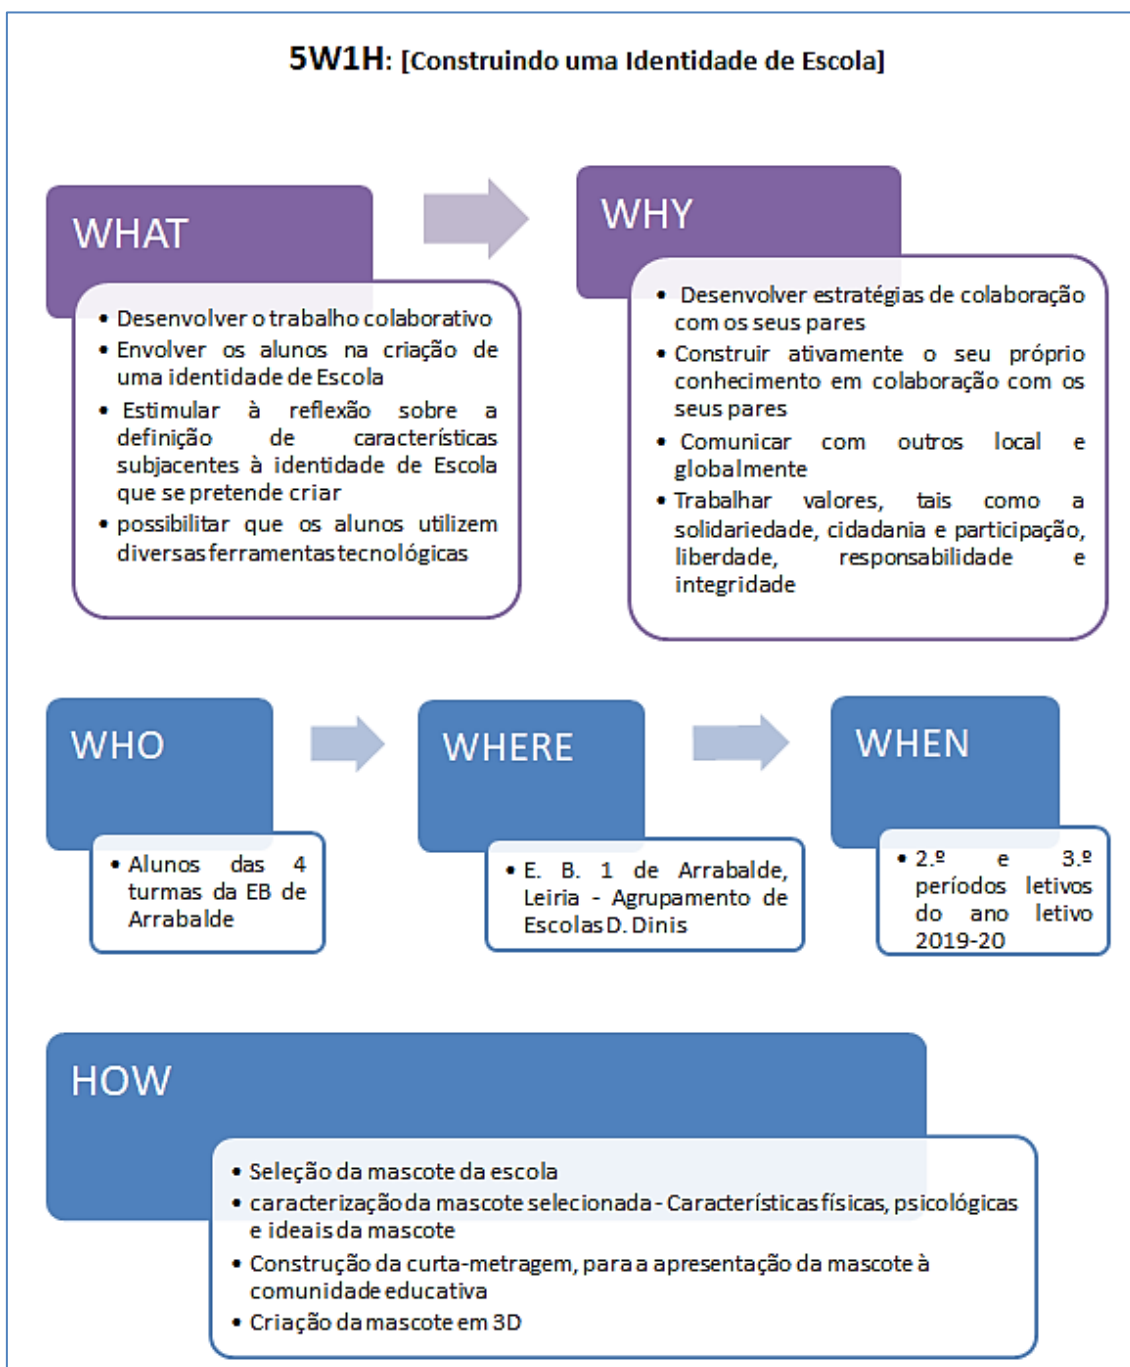 5W1H: [Construindo uma Identidade de Escola]
WHAT
• Desenvolver o trabalho colaborativo
• Envolver os alunos na criação de
uma identidade de Escola
• Estimular à reflexão sobre a
definição de características
subjacentes à identidade de Escola
que se pretende criar
• possibilitar que os alunos utilizem
diversas ferramentas tecnológicas
WHY
• Desenvolver estratégias de colaboração
com os seus pares
• Construir ativamente o seu próprio
conhecimento em colaboração com os
seus pares
• Comunicar com outros local e
globalmente
• Trabalhar valores, tais como a
solidariedade, cidadania e participação,
liberdade, responsabilidade e
integridade
WHO
• Alunos das 4
turmas da EB de
Arrabalde
WHERE
• E. B. 1 de Arrabalde,
Leiria - Agrupamento de
Escolas D. Dinis
WHEN
• 2.º e 3.º
períodos letivos
do ano letivo
2019-20
HOW
• Seleção da mascote da escola
• caracterização da mascote selecionada - Características físicas, psicológicas
e ideais da mascote
• Construção da curta-metragem, para a apresentação da mascote à
comunidade educativa
• Criação da mascote em 3D